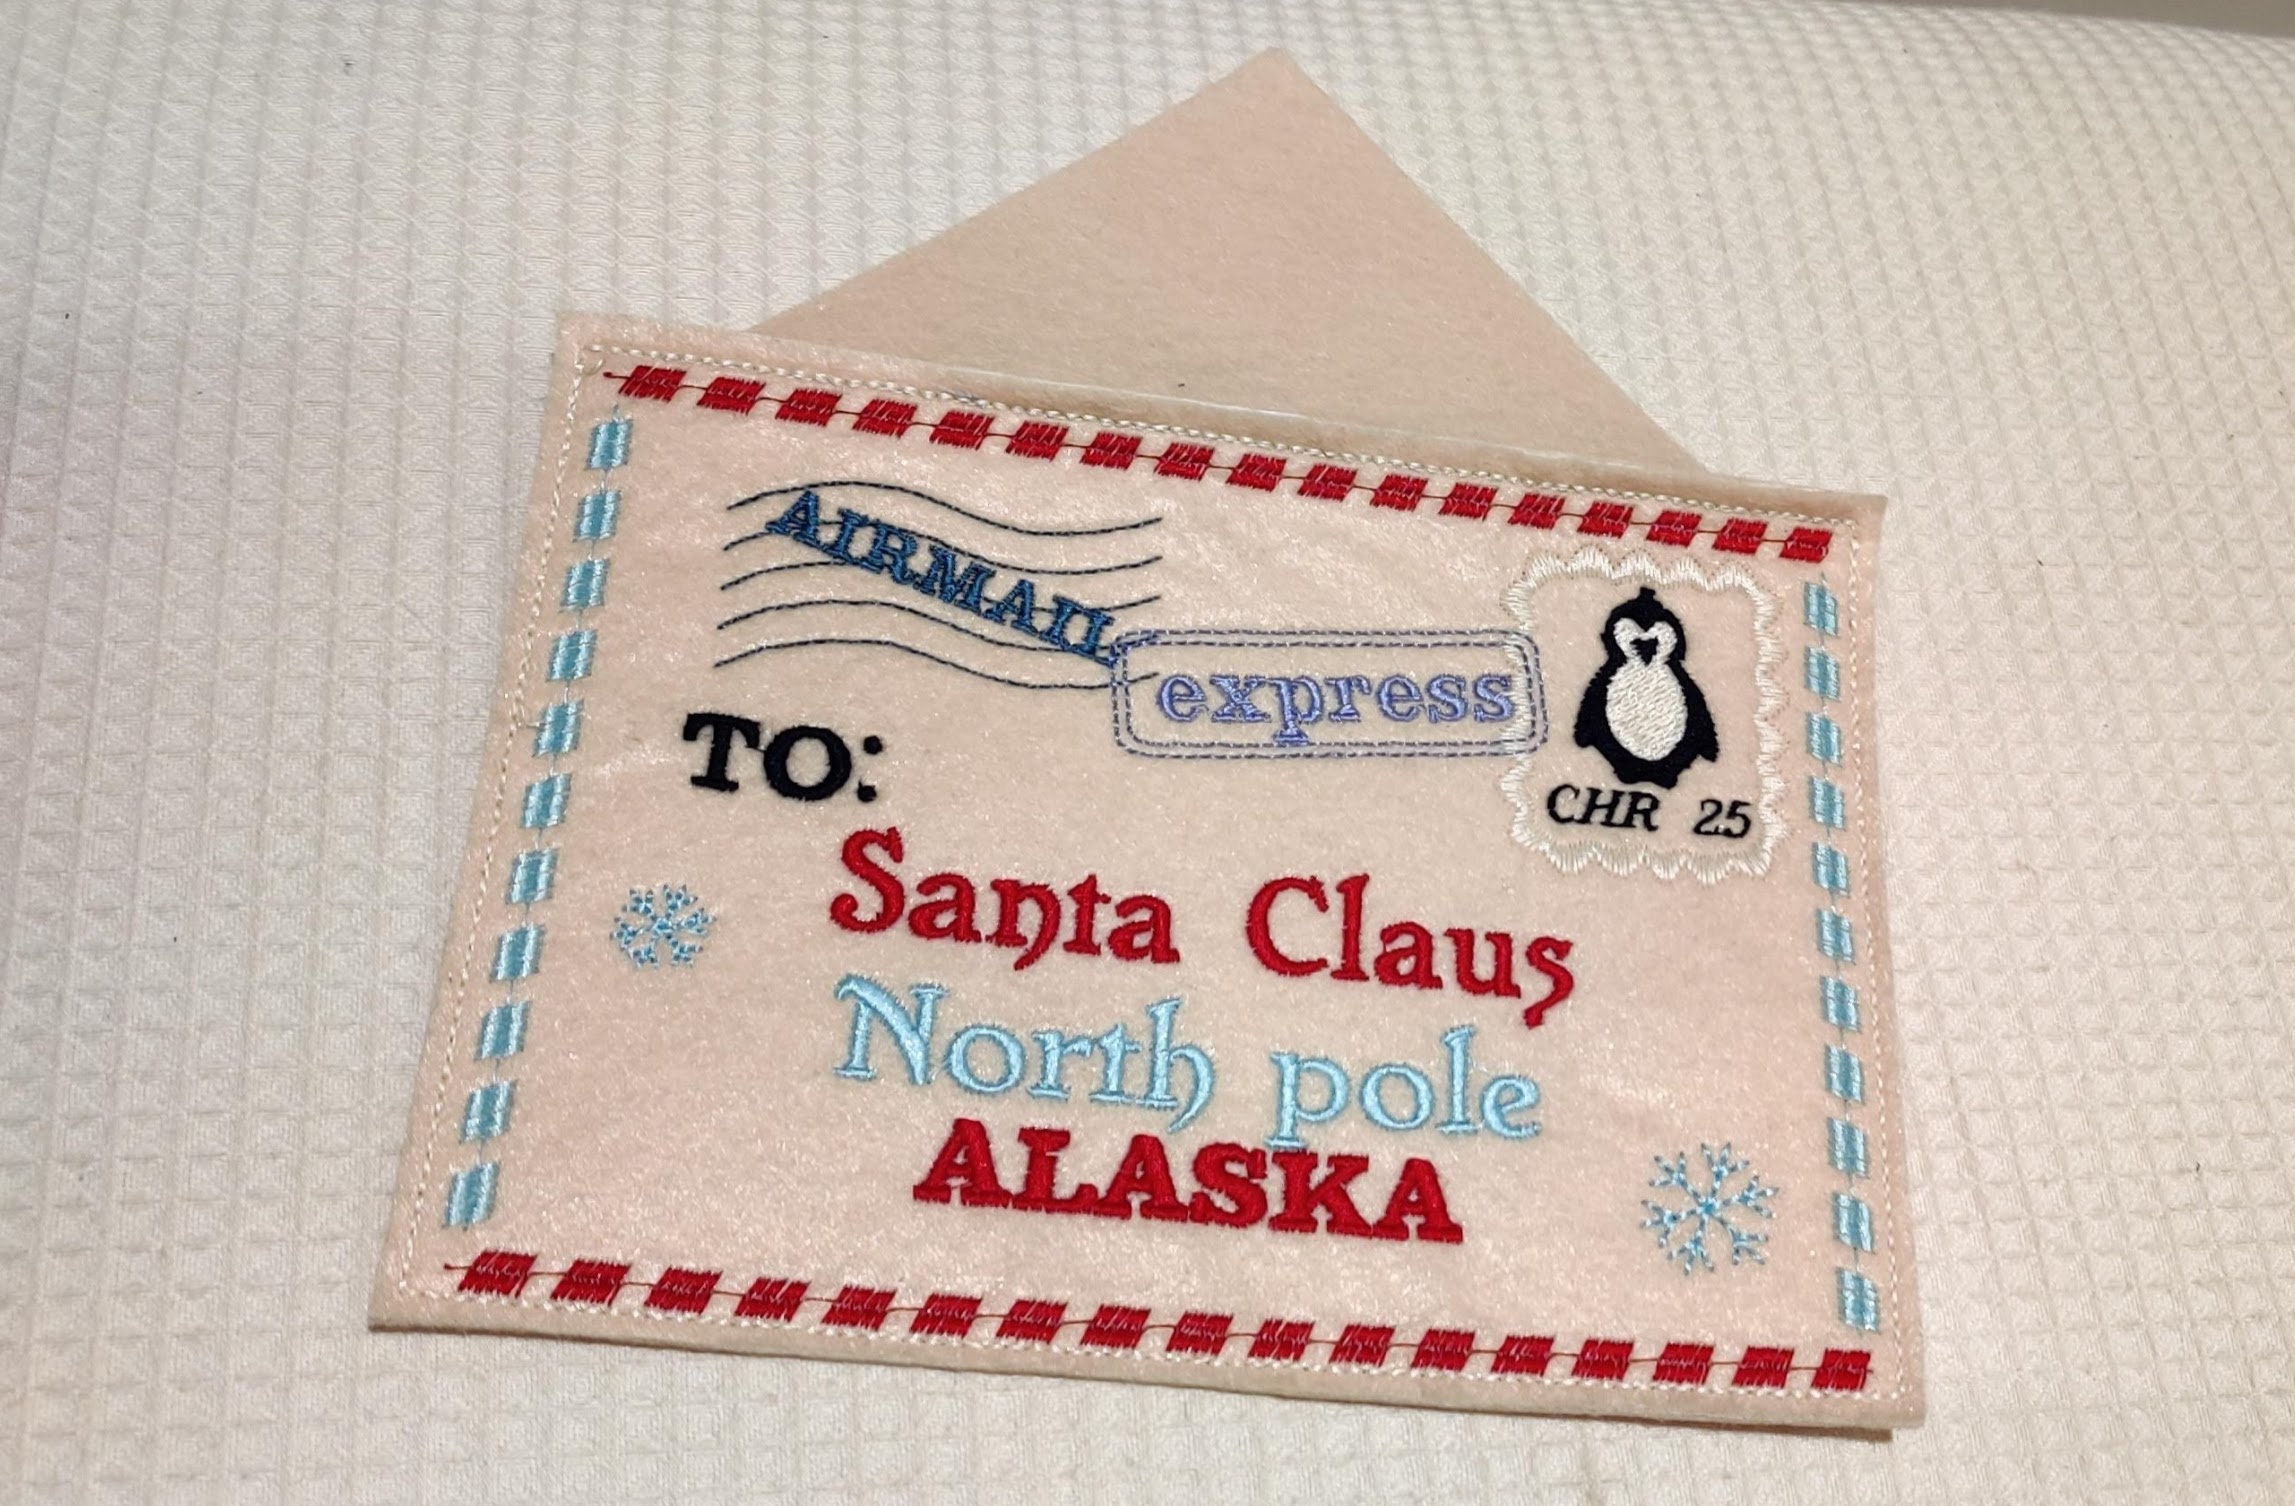 AIRMAIL
express
CHR 25
TO:
Santa Claus
North pole
ALASKA